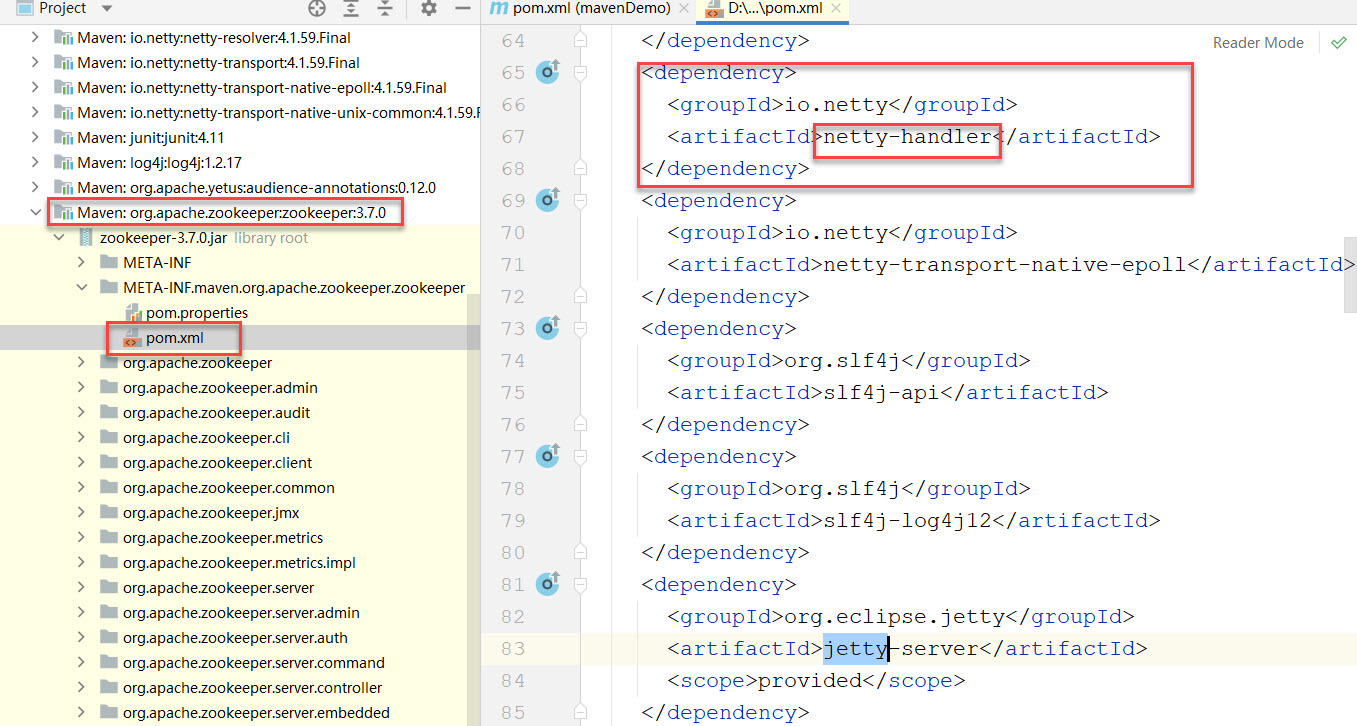 Project
Maven: io.netty:netty-resolver:4.1.59.Final
Maven: io.netty:netty-transport:4.1.59.Final
Maven: io.netty:netty-transport-native-epoll:4.1.59.Final
Maven: io.netty:netty-transport-native-unix-common:4.1.59.F
Maven: junit:junit:4.11
Maven: log4j:log4j:1.2.17
Maven: org.apache.yetus:audience-annotations:0.12.0
Maven: org.apache.zookeeper:zookeeper:3.7.0
zookeeper-3.7.0.jar library root
META-INF
META-INF.maven.org.apache.zookeeper.zookeeper
pom.properties
pom.xml
org.apache.zookeeper
org.apache.zookeeper.admin
org.apache.zookeeper.audit
org.apache.zookeeper.cli
org.apache.zookeeper.client
org.apache.zookeeper.common
org.apache.zookeeper.jmx
org.apache.zookeeper.metrics
org.apache.zookeeper.metrics.impl
org.apache.zookeeper.server
org.apache.zookeeper.server.admin
org.apache.zookeeper.server.auth
org.apache.zookeeper.server.command
org.apache.zookeeper.server.controller
org.apache.zookeeper.server.embedded
m pom.xml (mavenDemo) D:\...\pom.xml
Reader Mode
64 </dependency>
65 <dependency>
66 <groupId>io.netty</groupId>
67 <artifactId>netty-handler</artifactId>
68 </dependency>
69 <dependency>
70 <groupId>io.netty</groupId>
71 <artifactId>netty-transport-native-epoll</artifactId>
72 </dependency>
73 <dependency>
74 <groupId>org.slf4j</groupId>
75 <artifactId>slf4j-api</artifactId>
76 </dependency>
77 <dependency>
78 <groupId>org.slf4j</groupId>
79 <artifactId>slf4j-log4j12</artifactId>
80 </dependency>
81 <dependency>
82 <groupId>org.eclipse.jetty</groupId>
83 <artifactId>jetty-server</artifactId>
84 <scope>provided</scope>
85 </dependency>